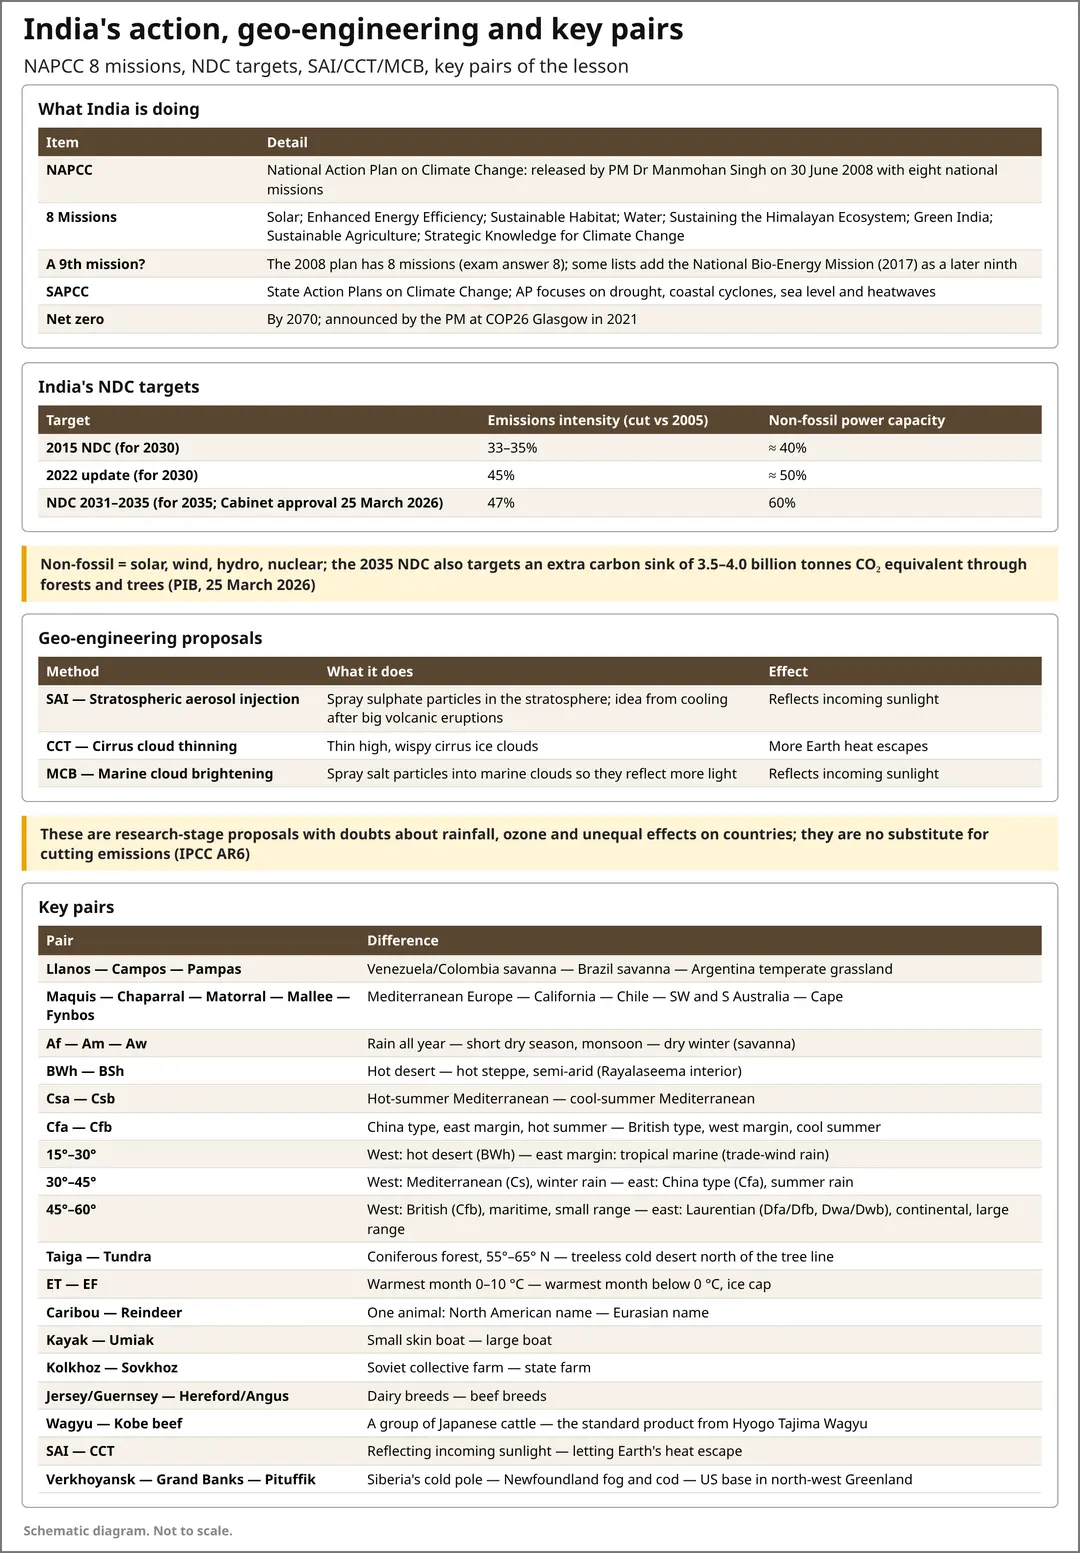 India's action, geo-engineering and key pairs
NAPCC 8 missions, NDC targets, SAI/CCT/MCB, key pairs of the lesson
What India is doing
Item Detail
NAPCC National Action Plan on Climate Change: released by PM Dr Manmohan Singh on 30 June 2008 with eight national
missions
8 Missions Solar; Enhanced Energy Efficiency; Sustainable Habitat; Water; Sustaining the Himalayan Ecosystem; Green India;
Sustainable Agriculture; Strategic Knowledge for Climate Change
A 9th mission? The 2008 plan has 8 missions (exam answer 8); some lists add the National Bio-Energy Mission (2017) as a later ninth
SAPCC State Action Plans on Climate Change; AP focuses on drought, coastal cyclones, sea level and heatwaves
Net zero By 2070; announced by the PM at COP26 Glasgow in 2021
India's NDC targets
Target Emissions intensity (cut vs 2005) Non-fossil power capacity
2015 NDC (for 2030) 33–35% ≈ 40%
2022 update (for 2030) 45% ≈ 50%
NDC 2031–2035 (for 2035; Cabinet approval 25 March 2026) 47% 60%
Non-fossil = solar, wind, hydro, nuclear; the 2035 NDC also targets an extra carbon sink of 3.5–4.0 billion tonnes CO₂ equivalent through
forests and trees (PIB, 25 March 2026)
Geo-engineering proposals
Method What it does Effect
SAI — Stratospheric aerosol injection Spray sulphate particles in the stratosphere; idea from cooling Reflects incoming sunlight
after big volcanic eruptions
CCT — Cirrus cloud thinning Thin high, wispy cirrus ice clouds More Earth heat escapes
MCB — Marine cloud brightening Spray salt particles into marine clouds so they reflect more light Reflects incoming sunlight
These are research-stage proposals with doubts about rainfall, ozone and unequal effects on countries; they are no substitute for
cutting emissions (IPCC AR6)
Key pairs
Pair Difference
Llanos — Campos — Pampas Venezuela/Colombia savanna — Brazil savanna — Argentina temperate grassland
Maquis — Chaparral — Matorral — Mallee — Mediterranean Europe — California — Chile — SW and S Australia — Cape
Fynbos
Af — Am — Aw Rain all year — short dry season, monsoon — dry winter (savanna)
BWh — BSh Hot desert — hot steppe, semi-arid (Rayalaseema interior)
Csa — Csb Hot-summer Mediterranean — cool-summer Mediterranean
Cfa — Cfb China type, east margin, hot summer — British type, west margin, cool summer
15°–30° West: hot desert (BWh) — east margin: tropical marine (trade-wind rain)
30°–45° West: Mediterranean (Cs), winter rain — east: China type (Cfa), summer rain
45°–60° West: British (Cfb), maritime, small range — east: Laurentian (Dfa/Dfb, Dwa/Dwb), continental, large
range
Taiga — Tundra Coniferous forest, 55°–65° N — treeless cold desert north of the tree line
ET — EF Warmest month 0–10 °C — warmest month below 0 °C, ice cap
Caribou — Reindeer One animal: North American name — Eurasian name
Kayak — Umiak Small skin boat — large boat
Kolkhoz — Sovkhoz Soviet collective farm — state farm
Jersey/Guernsey — Hereford/Angus Dairy breeds — beef breeds
Wagyu — Kobe beef A group of Japanese cattle — the standard product from Hyogo Tajima Wagyu
SAI — CCT Reflecting incoming sunlight — letting Earth's heat escape
Verkhoyansk — Grand Banks — Pituffik Siberia's cold pole — Newfoundland fog and cod — US base in north-west Greenland
Schematic diagram. Not to scale.